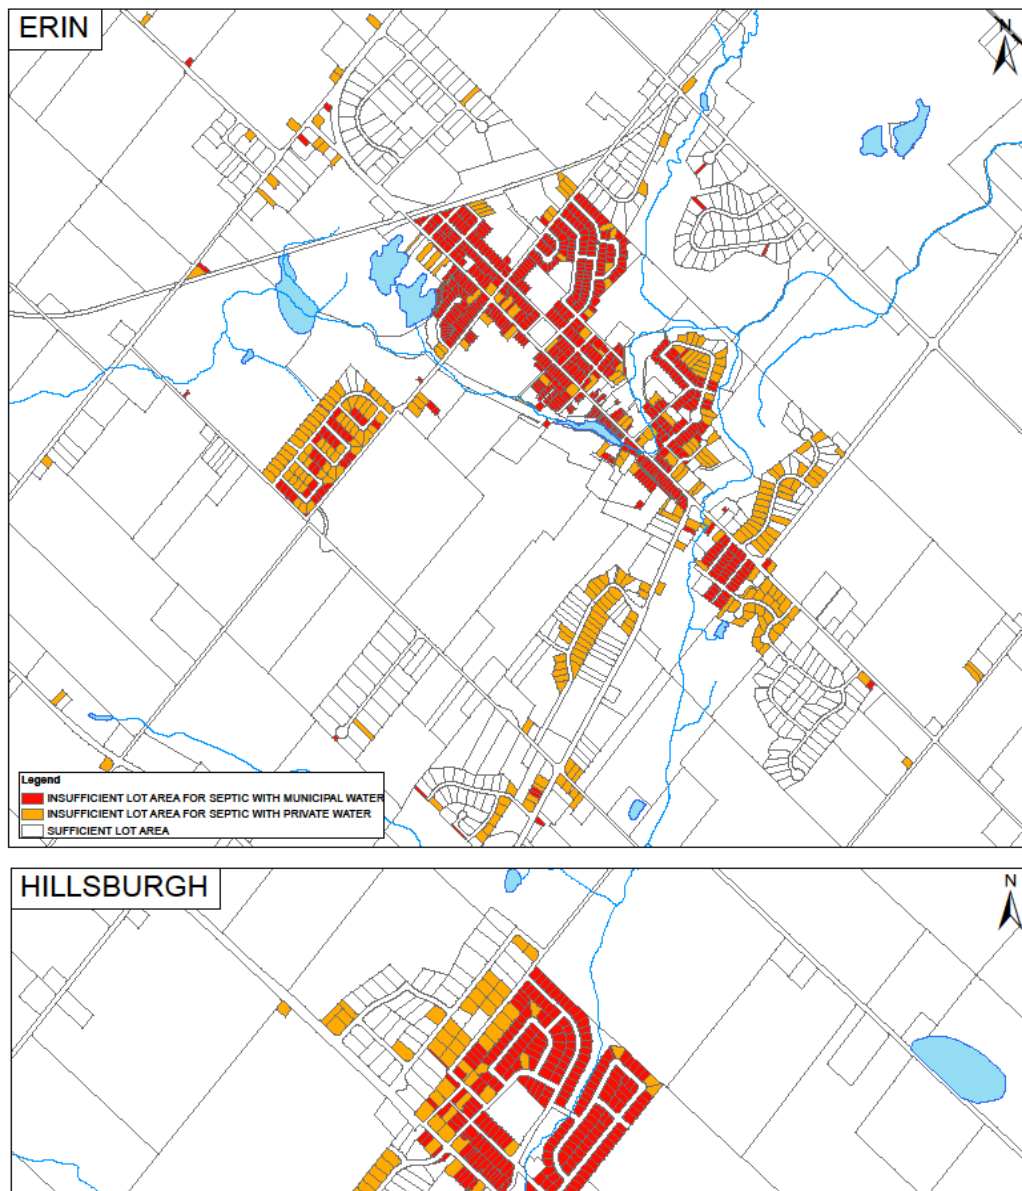 ERIN
N
Legend
INSUFFICIENT LOT AREA FOR SEPTIC WITH MUNICIPAL WATER
INSUFFICIENT LOT AREA FOR SEPTIC WITH PRIVATE WATER
SUFFICIENT LOT AREA
HILLSBURGH
N